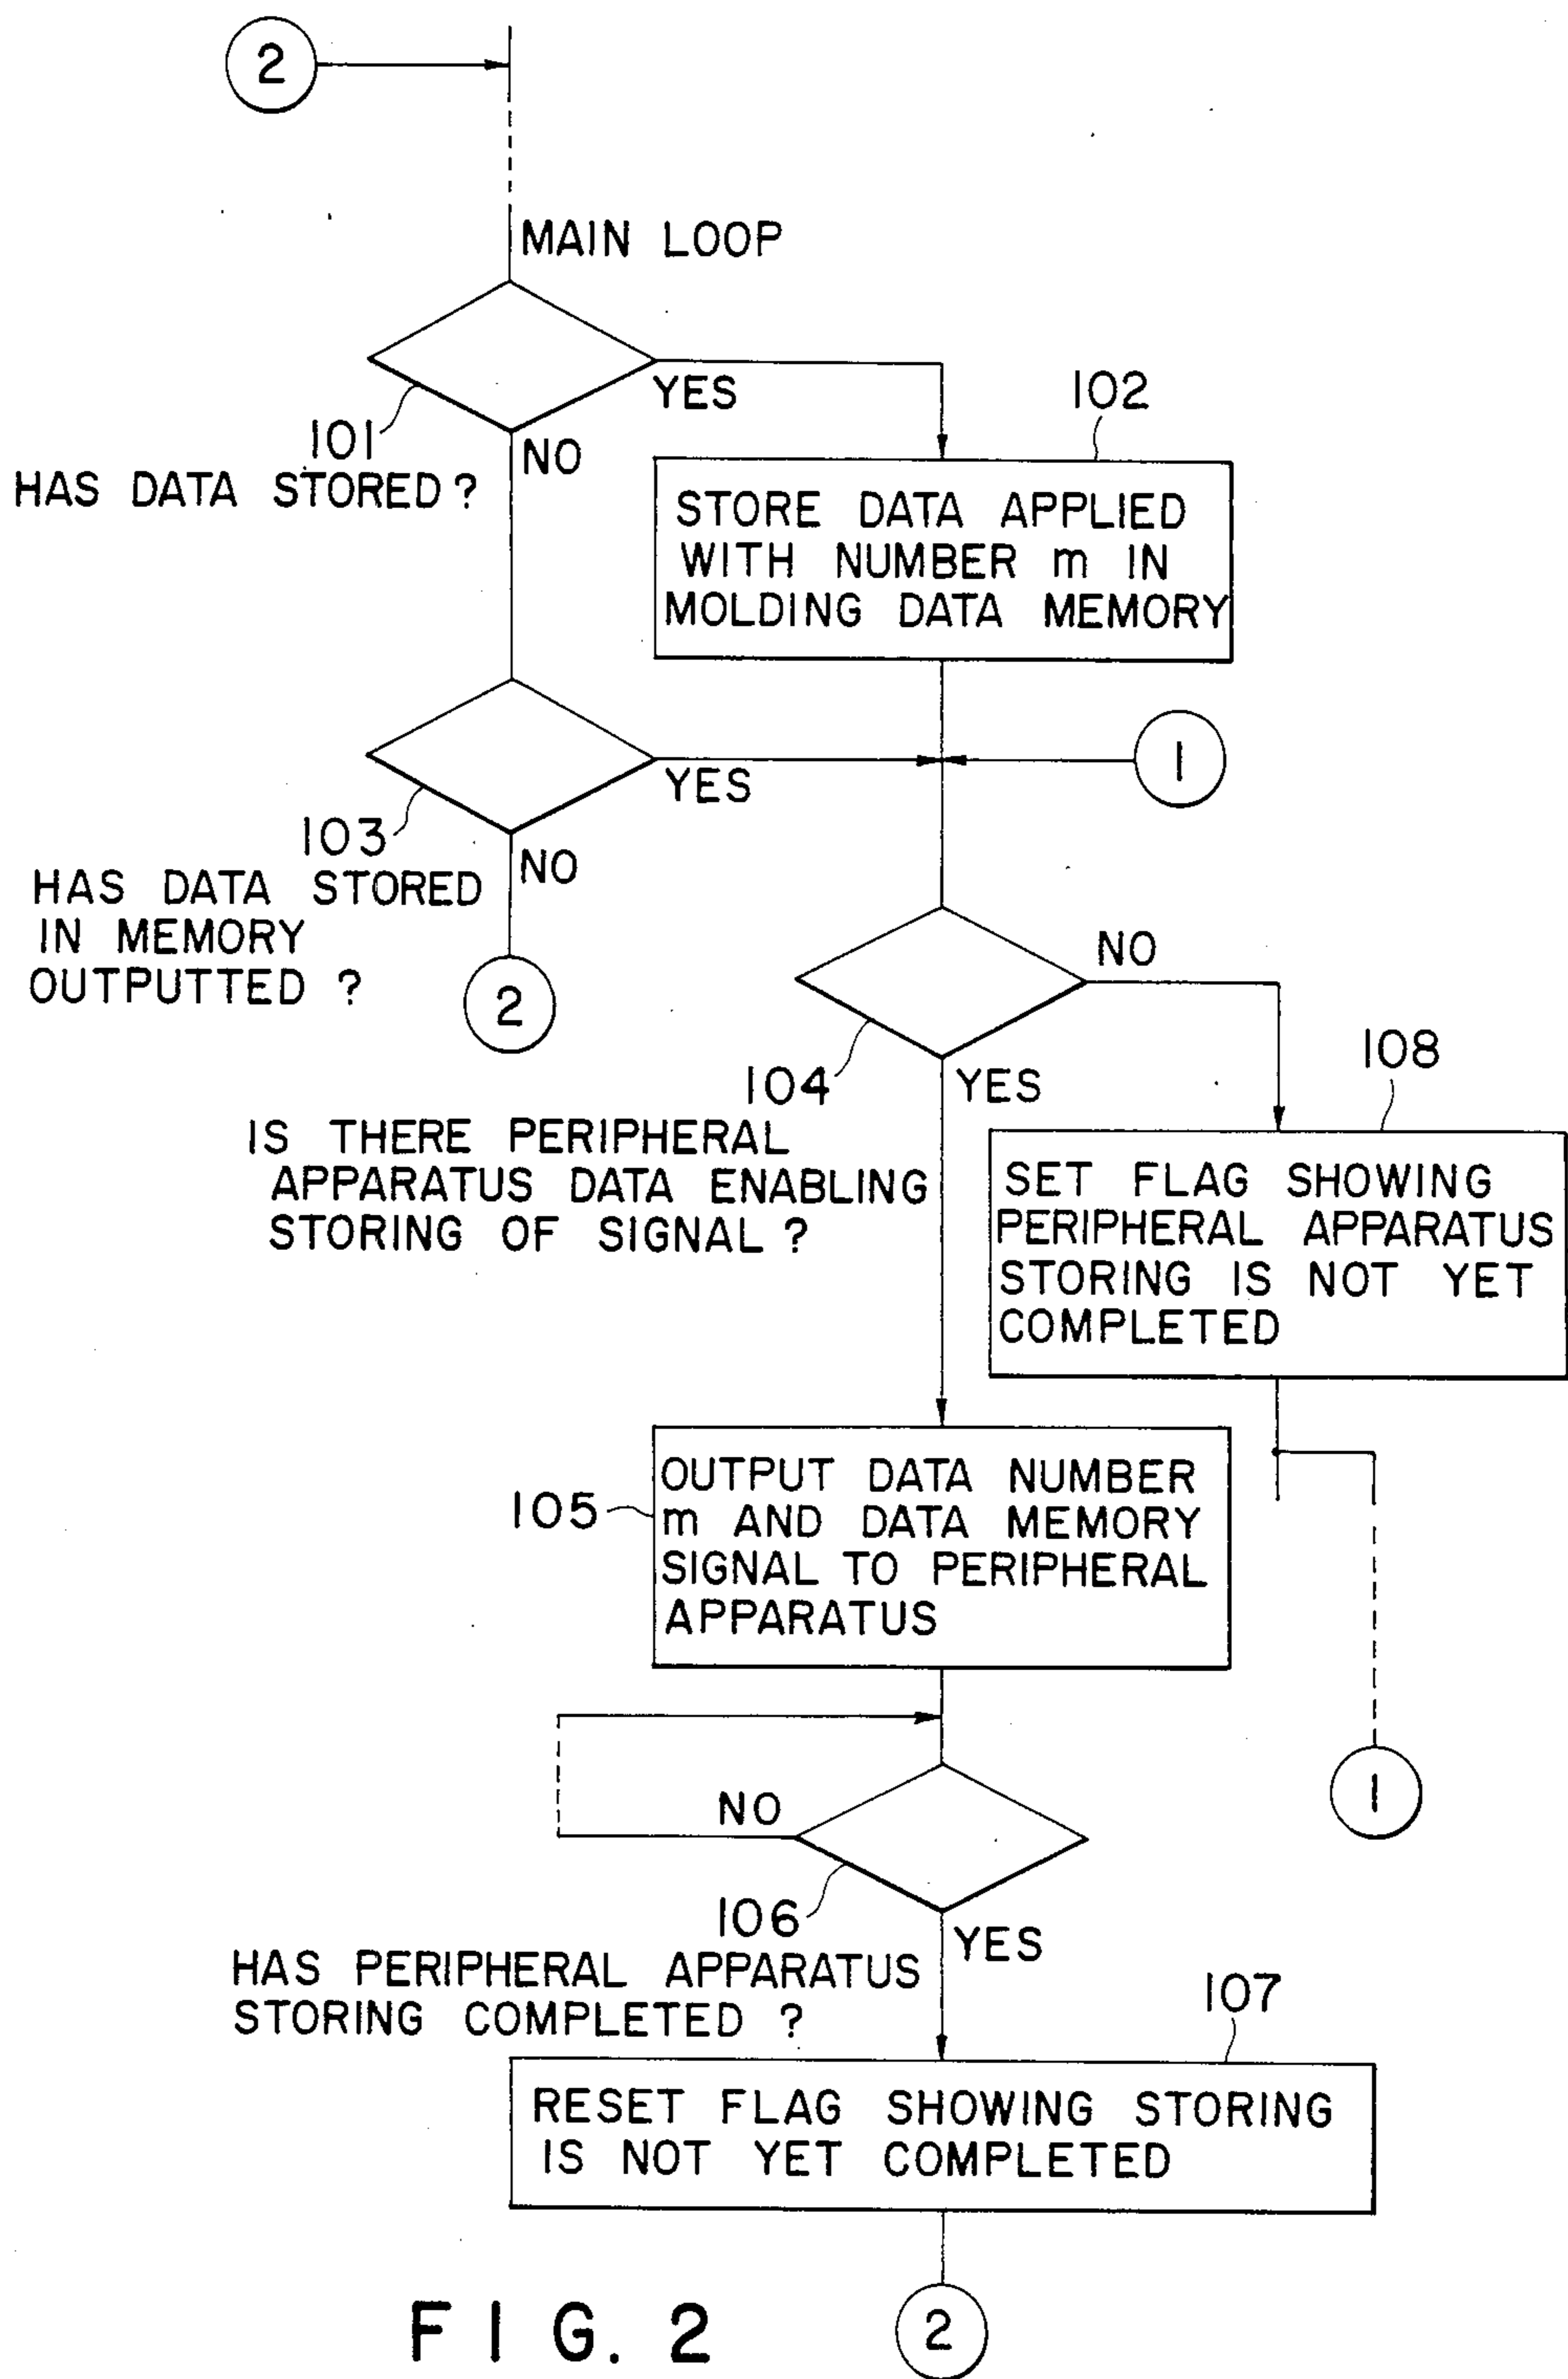 2
MAIN LOOP
YES
101
NO
HAS DATA STORED ?
102
STORE DATA APPLIED
WITH NUMBER m IN
MOLDING DATA MEMORY
1
YES
103
NO
HAS DATA STORED
IN MEMORY
OUTPUTTED ?
2
NO
104
YES
IS THERE PERIPHERAL
APPARATUS DATA ENABLING
STORING OF SIGNAL ?
108
SET FLAG SHOWING
PERIPHERAL APPARATUS
STORING IS NOT YET
COMPLETED
105
OUTPUT DATA NUMBER
m AND DATA MEMORY
SIGNAL TO PERIPHERAL
APPARATUS
1
NO
106
YES
HAS PERIPHERAL APPARATUS
STORING COMPLETED ?
107
RESET FLAG SHOWING STORING
IS NOT YET COMPLETED
2
FIG. 2